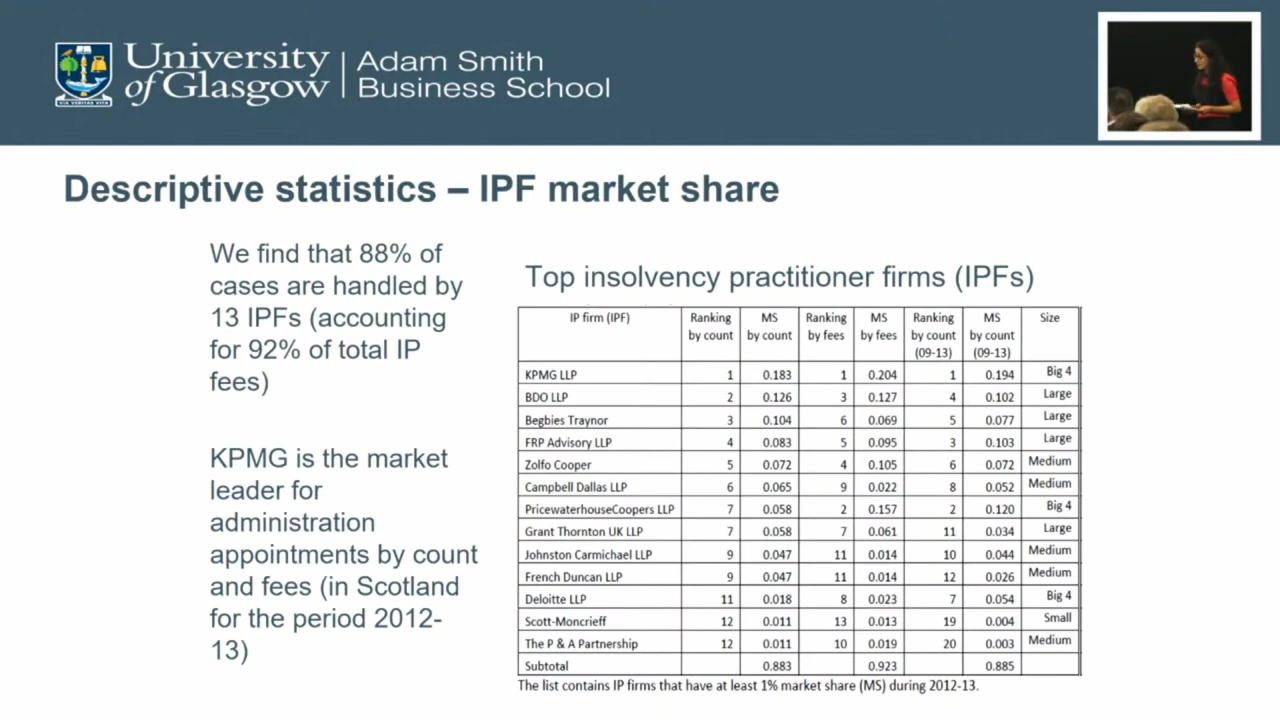 University
of Glasgow
VIA VERITAS VITA
Adam Smith
Business School
Descriptive statistics – IPF market share
We find that 88% of
cases are handled by
13 IPFs (accounting
for 92% of total IP
fees)
KPMG is the market
leader for
administration
appointments by count
and fees (in Scotland
for the period 2012-
13)
Top insolvency practitioner firms (IPFs)
IP firm (IPF) Ranking by count MS by count Ranking by fees MS by fees Ranking by count (09-13) MS by count (09-13) Size
KPMG LLP 1 0.183 1 0.204 1 0.194 Big 4
BDO LLP 2 0.126 3 0.127 4 0.102 Large
Begbies Traynor 3 0.104 6 0.069 5 0.077 Large
FRP Advisory LLP 4 0.083 5 0.095 3 0.103 Large
Zolfo Cooper 5 0.072 4 0.105 6 0.072 Medium
Campbell Dallas LLP 6 0.065 9 0.022 8 0.052 Medium
PricewaterhouseCoopers LLP 7 0.058 2 0.157 2 0.120 Big 4
Grant Thornton UK LLP 7 0.058 7 0.061 11 0.034 Large
Johnston Carmichael LLP 9 0.047 11 0.014 10 0.044 Medium
French Duncan LLP 9 0.047 11 0.014 12 0.026 Medium
Deloitte LLP 11 0.018 8 0.023 7 0.054 Big 4
Scott-Moncrieff 12 0.011 13 0.013 19 0.004 Small
The P & A Partnership 12 0.011 10 0.019 20 0.003 Medium
Subtotal 0.883 0.923 0.885
The list contains IP firms that have at least 1% market share (MS) during 2012-13.